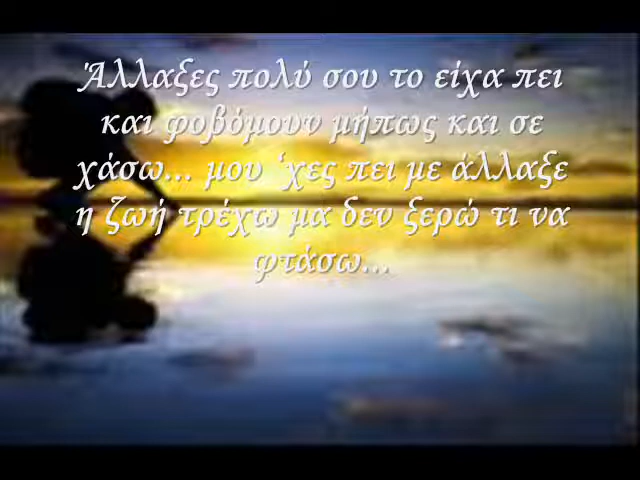 Άλλαξες πολύ σου το είχα πει
και φοβόμουν μήπως και σε
χάσω... μου ‘χες πει με άλλαξε
η ζωή τρέχω μα δεν ξερώ τι να
φτάσω...